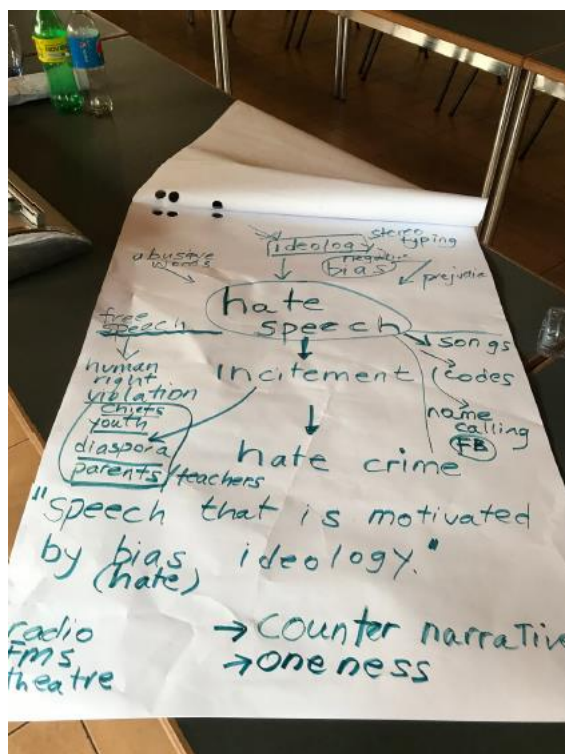 stereo
typing
ideology
negative
bias
prejudice
abusive
words
hate
speech
free
speech
songs
codes
name
calling
FB
human
right
violation
incitement
chiefs
youth
diaspora
parents/teachers
hate crime
"speech that is motivated
by bias ideology."
(hate)
radio
FMs
theatre
→ counter narrative
→ oneness